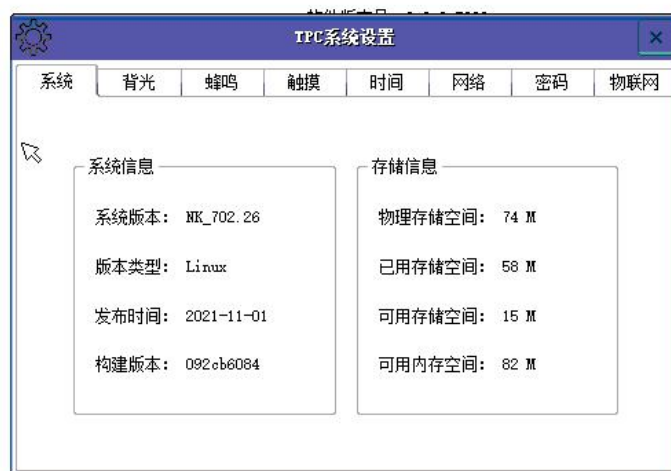 TPC系统设置
系统 背光 蜂鸣 触摸 时间 网络 密码 物联网
系统信息
系统版本: NK_702.26
版本类型: Linux
发布时间: 2021-11-01
构建版本: 092cb6084
存储信息
物理存储空间: 74 M
已用存储空间: 58 M
可用存储空间: 15 M
可用内存空间: 82 M